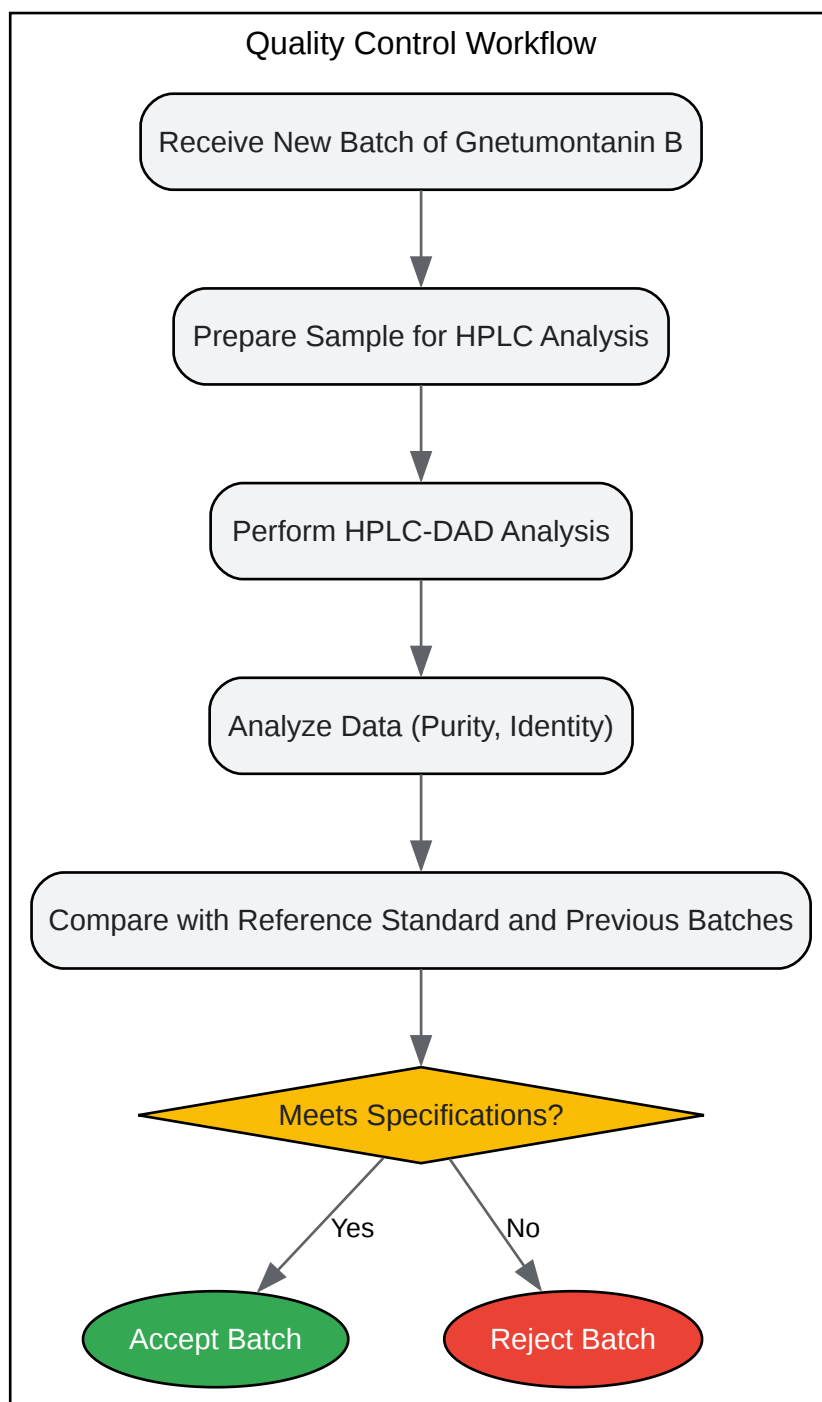 Quality Control Workflow
Receive New Batch of Gnetumontanin B
Prepare Sample for HPLC Analysis
Perform HPLC-DAD Analysis
Analyze Data (Purity, Identity)
Compare with Reference Standard and Previous Batches
Meets Specifications?
Yes
No
Accept Batch
Reject Batch